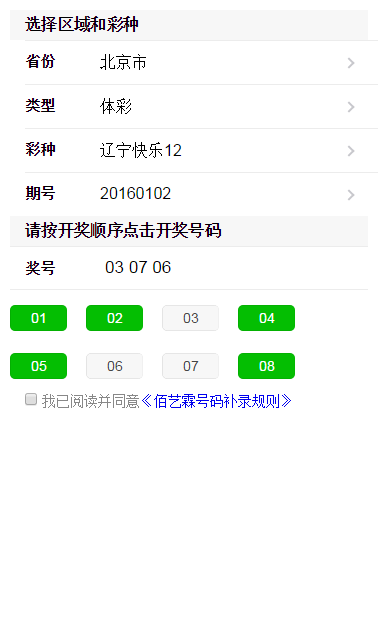 选择区域和彩种
省份 北京市
类型 体彩
彩种 辽宁快乐12
期号 20160102
请按开奖顺序点击开奖号码
奖号 03 07 06
01 02 03 04
05 06 07 08
我已阅读并同意《佰艺霖号码补录规则》